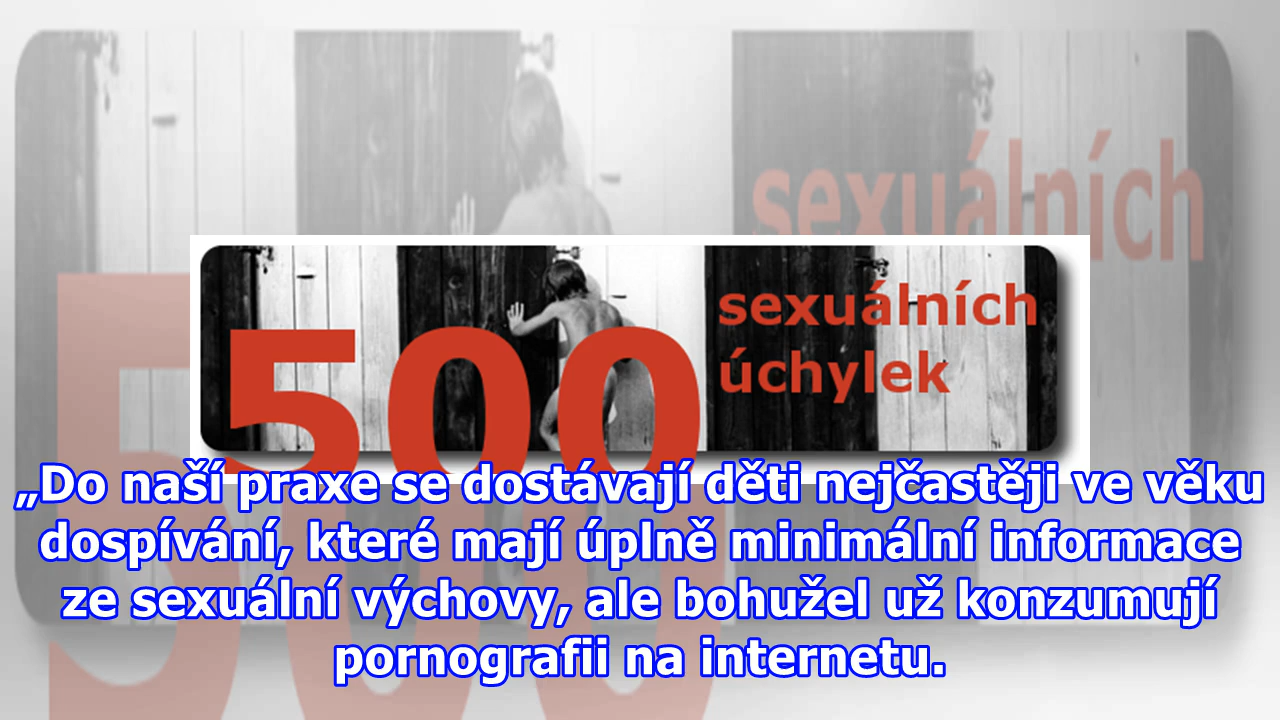 sexuálních
500
sexuálních
úchylek
500
„Do naší praxe se dostávají děti nejčastěji ve věku
dospívání, které mají úplně minimální informace
ze sexuální výchovy, ale bohužel už konzumují
pornografii na internetu.